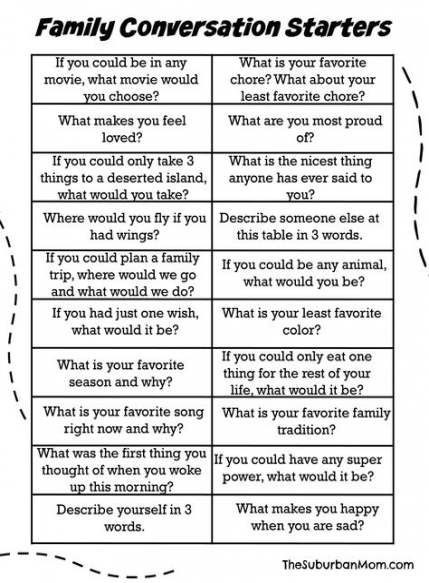 Family Conversation Starters
If you could be in any
movie, what movie would
you choose?
What is your favorite
chore? What about your
least favorite chore?
What makes you feel
loved?
What are you most proud
of?
If you could only take 3
things to a deserted island,
what would you take?
What is the nicest thing
anyone has ever said to
you?
Where would you fly if you
had wings?
Describe someone else at
this table in 3 words.
If you could plan a family
trip, where would we go
and what would we do?
If you could be any animal,
what would you be?
If you had just one wish,
what would it be?
What is your least favorite
color?
What is your favorite
season and why?
If you could only eat one
thing for the rest of your
life, what would it be?
What is your favorite song
right now and why?
What is your favorite family
tradition?
What was the first thing you
thought of when you woke
up this morning?
If you could have any super
power, what would it be?
Describe yourself in 3
words.
What makes you happy
when you are sad?
TheSuburbanMom.com